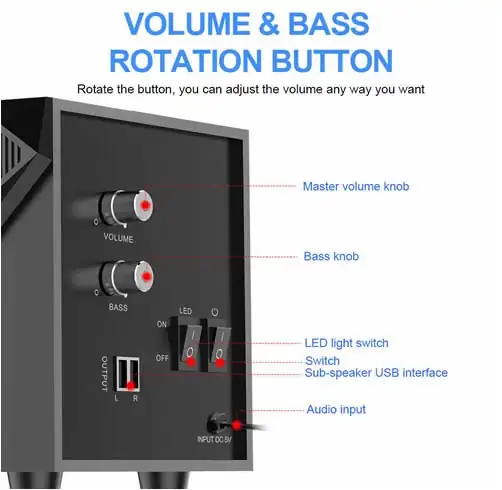 VOLUME & BASS
ROTATION BUTTON
Rotate the button, you can adjust the volume any way you want
Master volume knob
VOLUME
Bass knob
BASS
LED
ON
OFF
LED light switch
Switch
Sub-speaker USB interface
OUTPUT
L R
Audio input
INPUT DC 5V